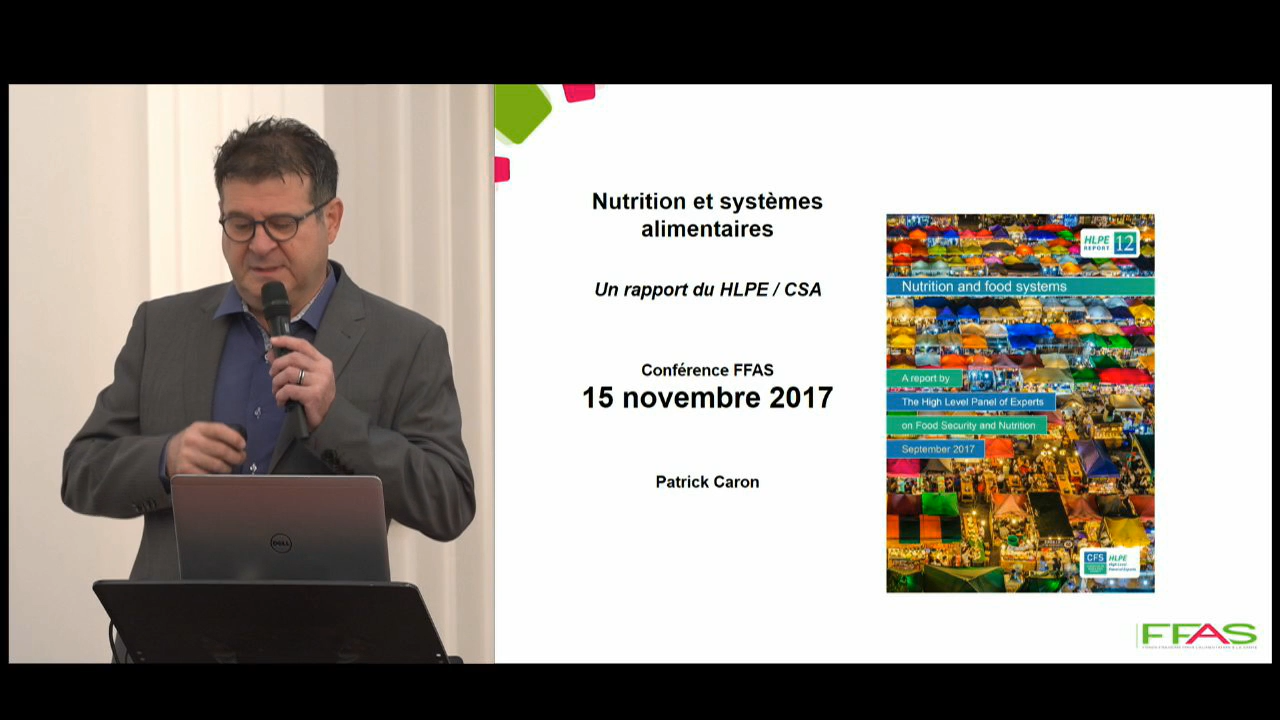 Nutrition et systèmes
alimentaires
Un rapport du HLPE / CSA
Conférence FFAS
15 novembre 2017
Patrick Caron
HLPE
REPORT
12
Nutrition and food systems
A report by
The High Level Panel of Experts
on Food Security and Nutrition
September 2017
CFS
HLPE
High Level
Panel of Experts
DELL
FFAS